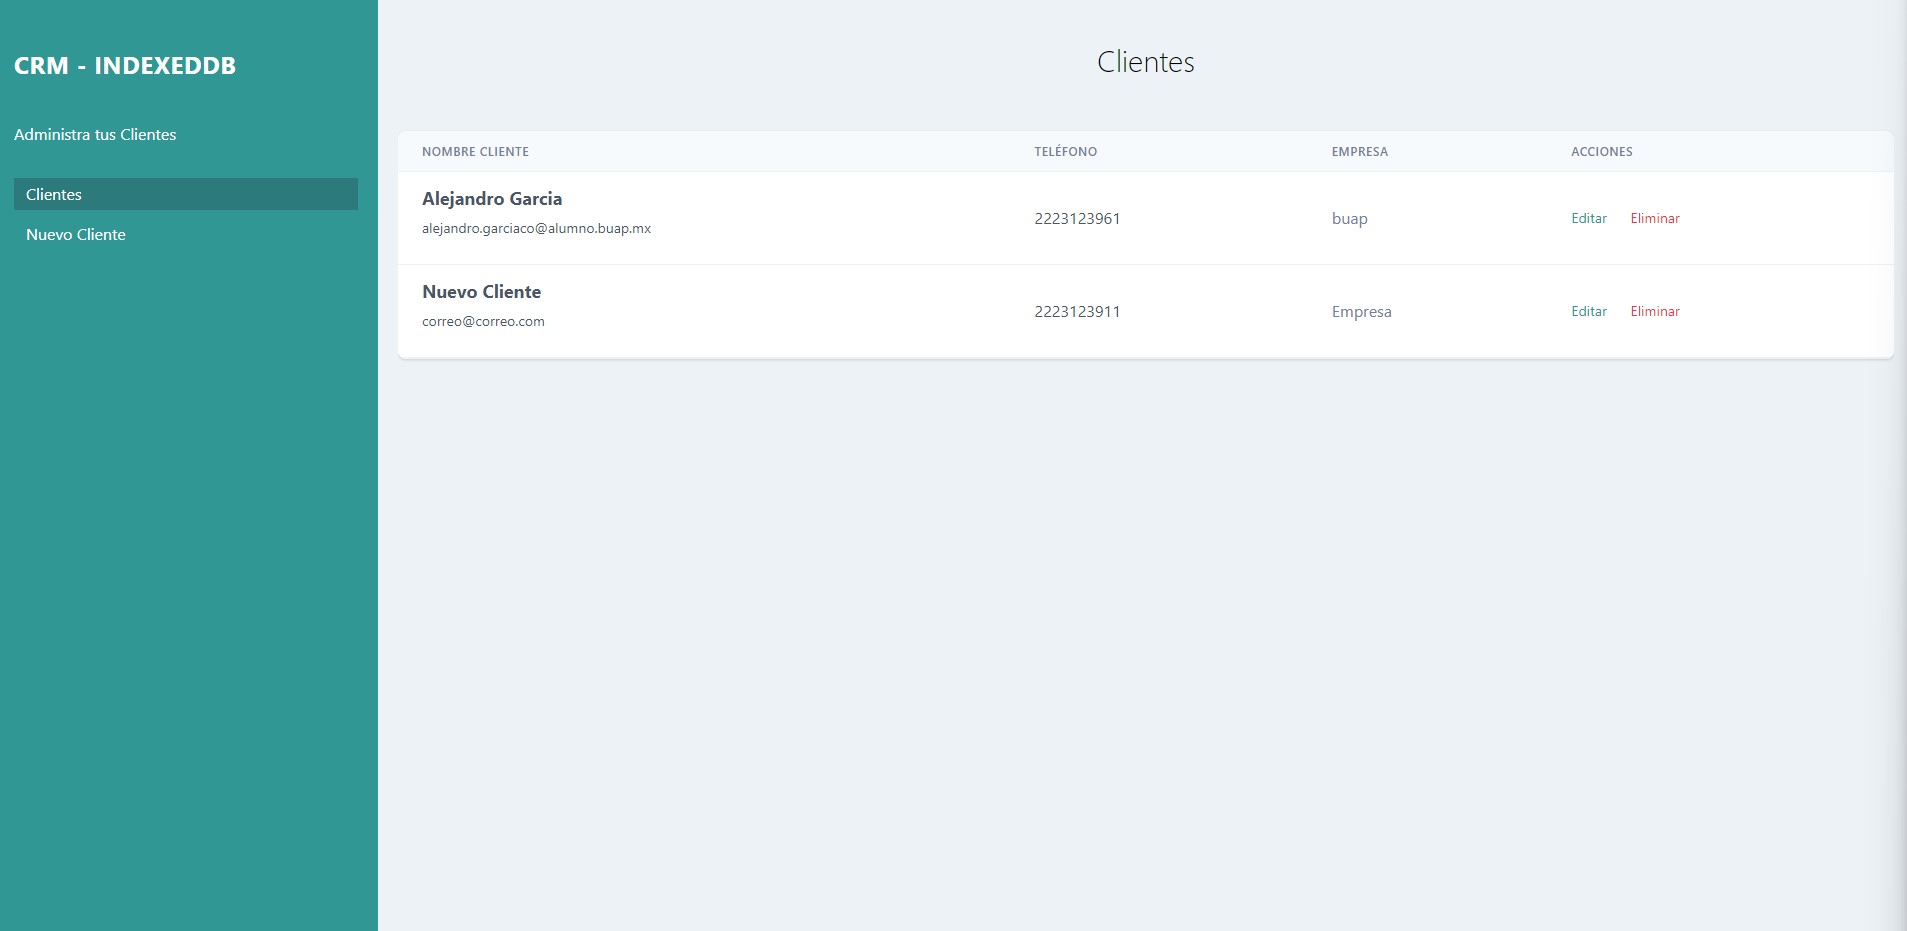 CRM - INDEXEDDB
Administra tus Clientes
Clientes
Nuevo Cliente
Clientes
NOMBRE CLIENTE TELÉFONO EMPRESA ACCIONES
Alejandro Garcia
alejandro.garciaco@alumno.buap.mx
2223123961 buap Editar Eliminar
Nuevo Cliente
correo@correo.com
2223123911 Empresa Editar Eliminar